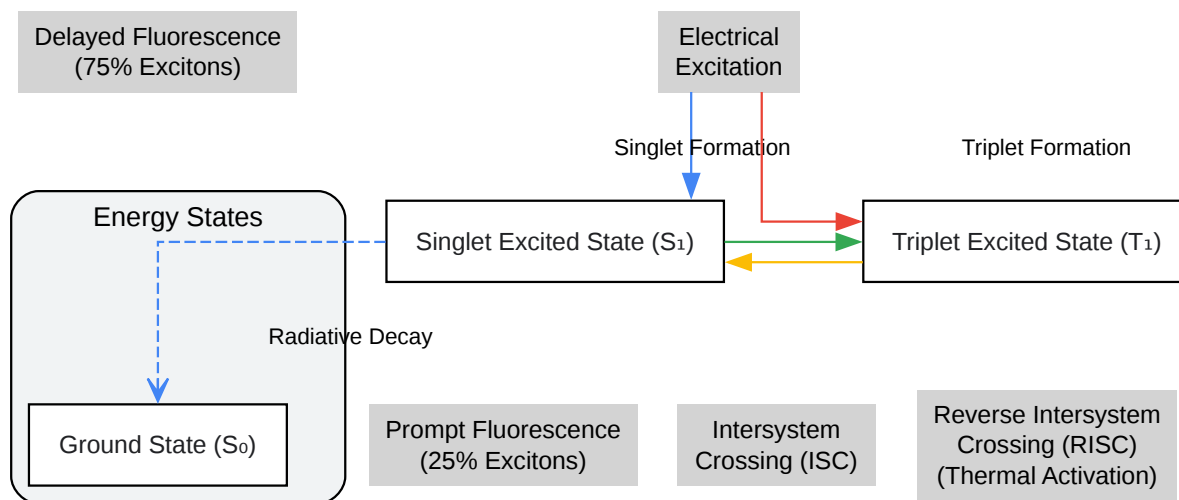 Delayed Fluorescence
(75% Excitons)
Electrical
Excitation
Singlet Formation
Triplet Formation
Energy States
Singlet Excited State (S₁)
Triplet Excited State (T₁)
Radiative Decay
Ground State (S₀)
Prompt Fluorescence
(25% Excitons)
Intersystem
Crossing (ISC)
Reverse Intersystem
Crossing (RISC)
(Thermal Activation)